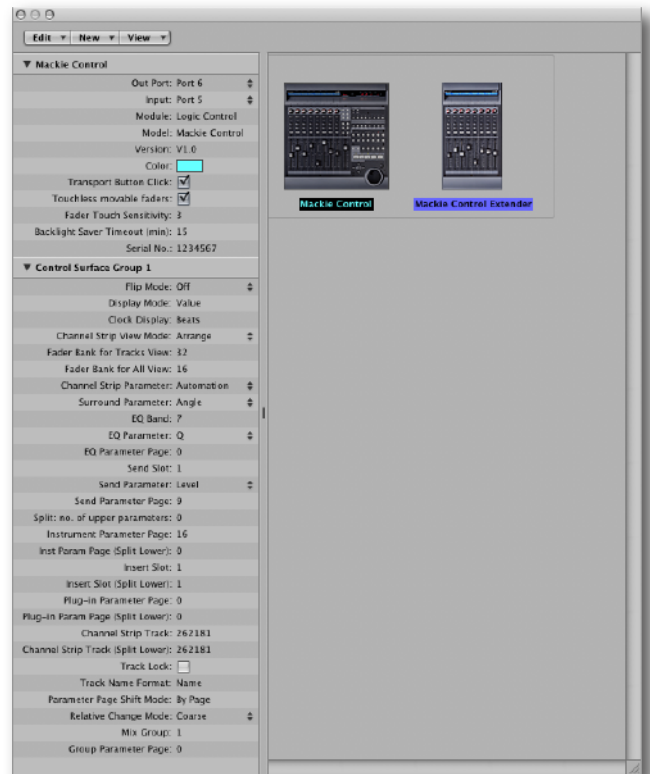 Edit New View
Mackie Control
Out Port: Port 6
Input: Port 5
Module: Logic Control
Model: Mackie Control
Version: V1.0
Color:
Transport Button Click:
Touchless movable faders:
Fader Touch Sensitivity: 3
Backlight Saver Timeout (min): 15
Serial No.: 1234567
Control Surface Group 1
Flip Mode: Off
Display Mode: Value
Clock Display: Beats
Channel Strip View Mode: Arrange
Fader Bank for Tracks View: 32
Fader Bank for All View: 16
Channel Strip Parameter: Automation
Surround Parameter: Angle
EQ Band: 7
EQ Parameter: Q
EQ Parameter Page: 0
Send Slot: 1
Send Parameter: Level
Send Parameter Page: 9
Split: no. of upper parameters: 0
Instrument Parameter Page: 16
Inst Param Page (Split Lower): 0
Insert Slot: 1
Insert Slot (Split Lower): 1
Plug-in Parameter Page: 0
Plug-in Param Page (Split Lower): 0
Channel Strip Track: 262181
Channel Strip Track (Split Lower): 262181
Track Lock:
Track Name Format: Name
Parameter Page Shift Mode: By Page
Relative Change Mode: Coarse
Mix Group: 1
Group Parameter Page: 0
Mackie Control
Mackie Control Extender